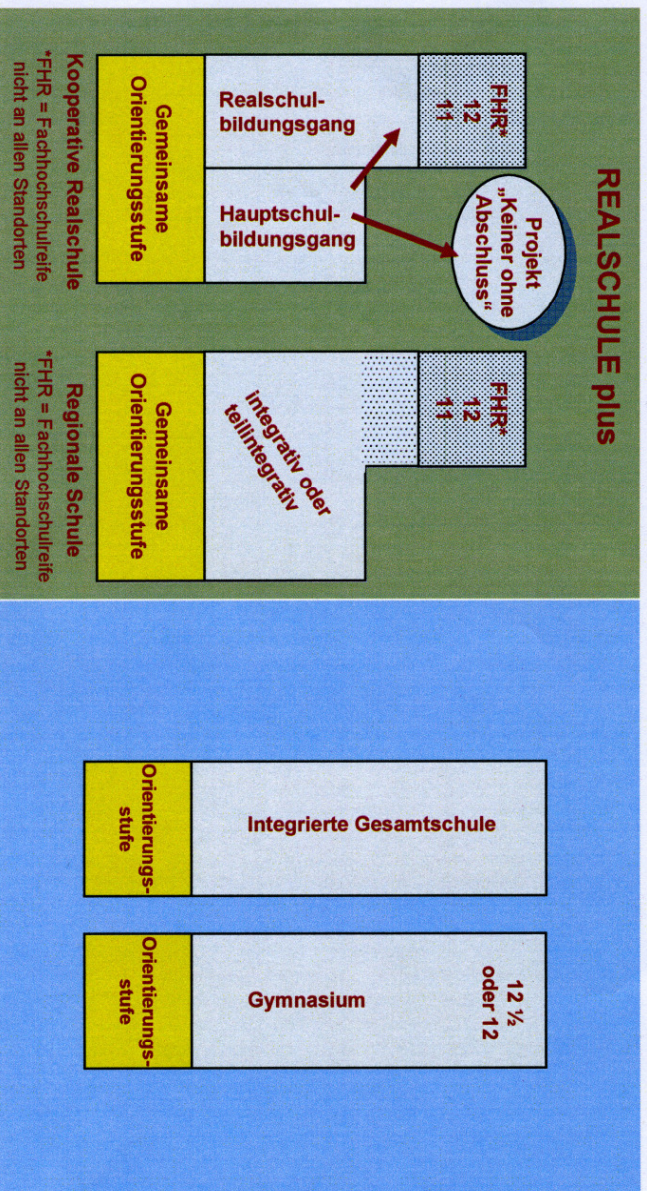 REALSCHULE plus
Projekt
„Keiner ohne
Abschluss“
FHR*
12
11
Realschul-
bildungsgang
Hauptschul-
bildungsgang
Gemeinsame
Orientierungsstufe
Kooperative Realschule
*FHR = Fachhochschulreife
nicht an allen Standorten
FHR*
12
11
integrativ oder
teilintegrativ
Gemeinsame
Orientierungsstufe
Regionale Schule
*FHR = Fachhochschulreife
nicht an allen Standorten
Integrierte Gesamtschule
Orientierungs-
stufe
12 ½
oder 12
Gymnasium
Orientierungs-
stufe